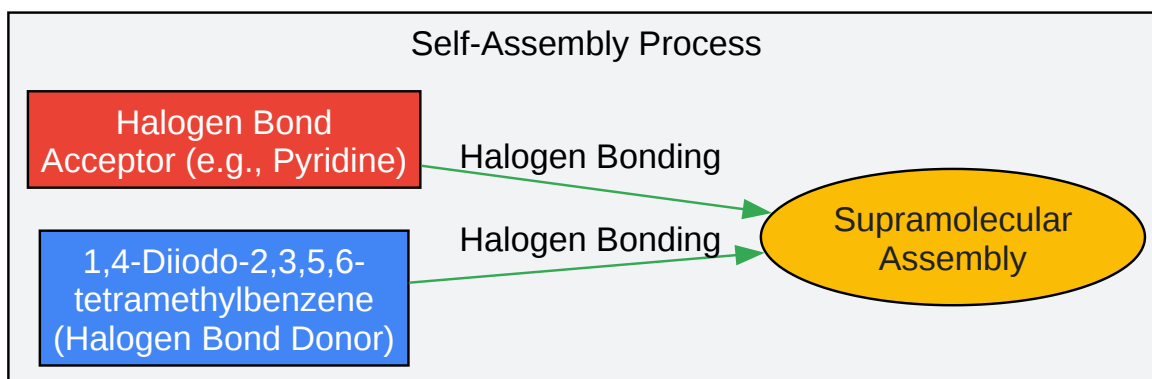 Self-Assembly Process
Halogen Bond
Acceptor (e.g., Pyridine)
Halogen Bonding
Halogen Bonding
1,4-Diiodo-2,3,5,6-
tetramethylbenzene
(Halogen Bond Donor)
Supramolecular
Assembly